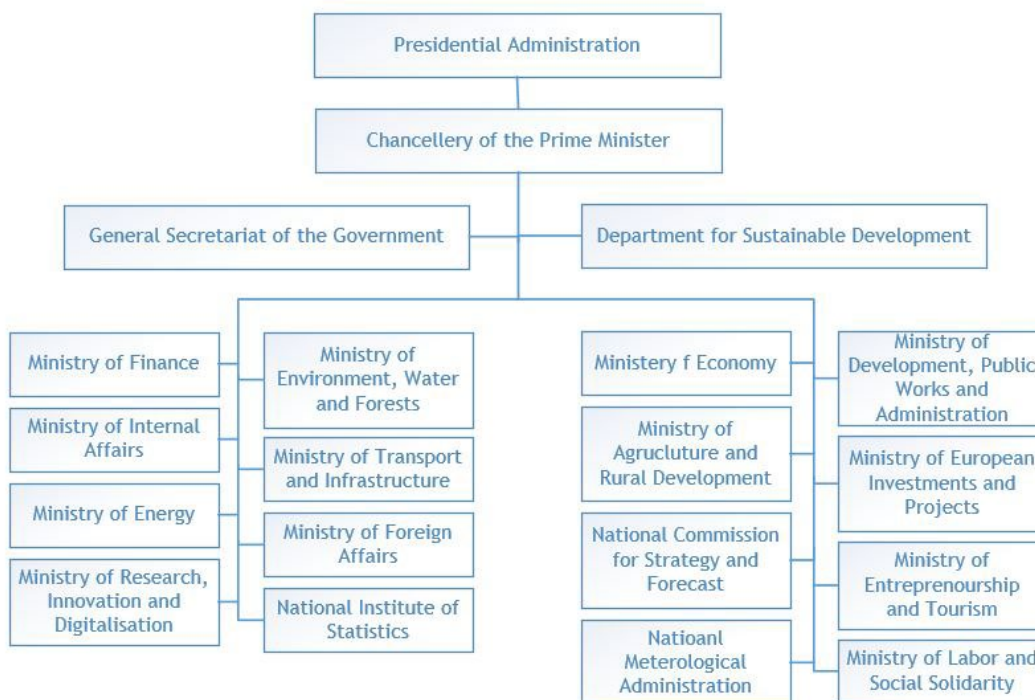 Presidential Administration
Chancellery of the Prime Minister
General Secretariat of the Government
Department for Sustainable Development
Ministry of Finance
Ministry of Internal
Affairs
Ministry of Energy
Ministry of Research,
Innovation and
Digitalisation
Ministry of
Environment, Water
and Forests
Ministry of Transport
and Infrastructure
Ministry of Foreign
Affairs
National Institute of
Statistics
Ministery f Economy
Ministry of
Agrucluture and
Rural Development
National Commission
for Strategy and
Forecast
Natioanl
Meterological
Administration
Ministry of
Development, Public
Works and
Administration
Ministry of European
Investments and
Projects
Ministry of
Entreprenourship
and Tourism
Ministry of Labor and
Social Solidarity